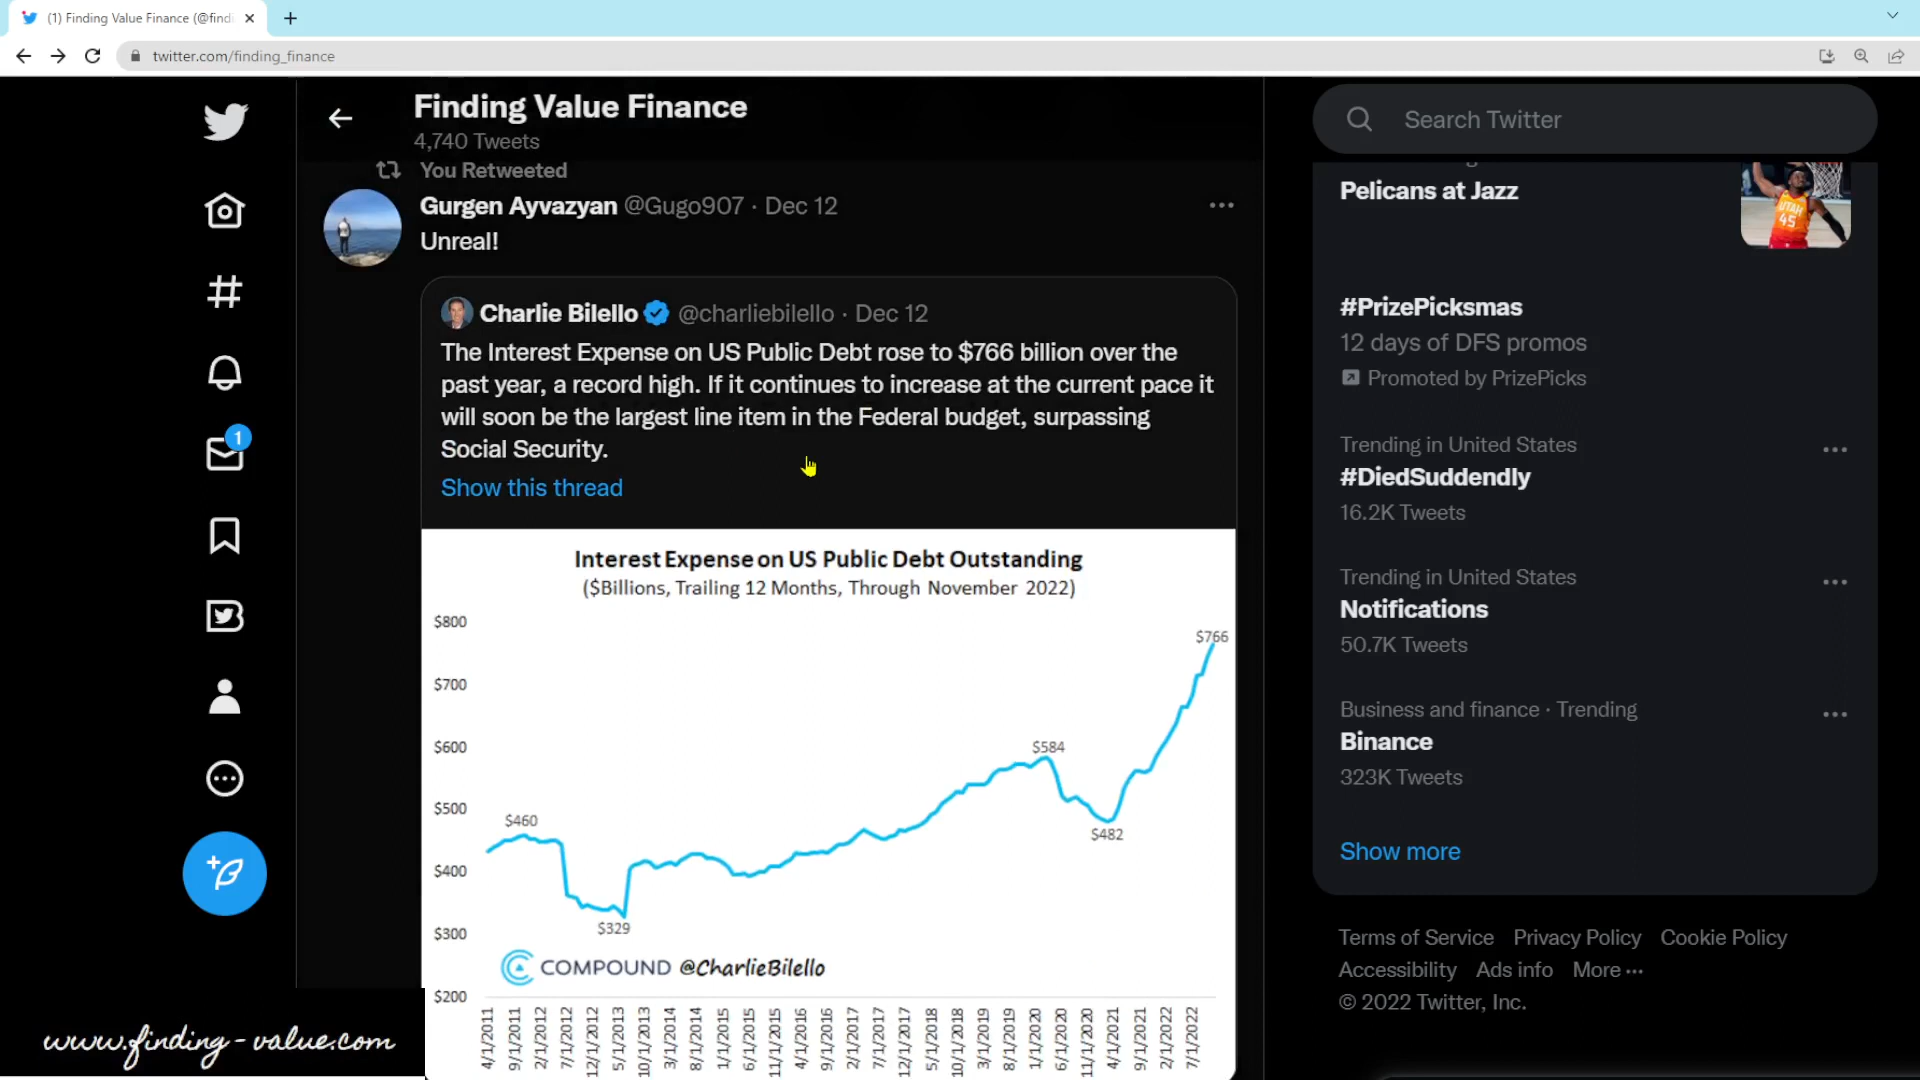 (1) Finding Value Finance (@findi
twitter.com/finding_finance
Finding Value Finance
4,740 Tweets
You Retweeted
Gurgen Ayvazyan @Gugo907 · Dec 12
Unreal!
Charlie Bilello @charliebilello · Dec 12
The Interest Expense on US Public Debt rose to $766 billion over the
past year, a record high. If it continues to increase at the current pace it
will soon be the largest line item in the Federal budget, surpassing
Social Security.
Show this thread
Interest Expense on US Public Debt Outstanding
($Billions, Trailing 12 Months, Through November 2022)
$800
$700
$600
$500
$400
$300
$200
$460
$329
$584
$482
$766
COMPOUND @CharlieBilello
4/1/2011
9/1/2011
2/1/2012
7/1/2012
12/1/2012
5/1/2013
10/1/2013
3/1/2014
8/1/2014
1/1/2015
6/1/2015
11/1/2015
4/1/2016
9/1/2016
2/1/2017
7/1/2017
12/1/2017
5/1/2018
10/1/2018
3/1/2019
8/1/2019
1/1/2020
6/1/2020
11/1/2020
4/1/2021
9/1/2021
2/1/2022
7/1/2022
1
www.finding-value.com
Search Twitter
Pelicans at Jazz
UTAH
45
#PrizePicksmas
12 days of DFS promos
Promoted by PrizePicks
Trending in United States
#DiedSuddendly
16.2K Tweets
Trending in United States
Notifications
50.7K Tweets
Business and finance · Trending
Binance
323K Tweets
Show more
Terms of Service Privacy Policy Cookie Policy
Accessibility Ads info More ···
© 2022 Twitter, Inc.